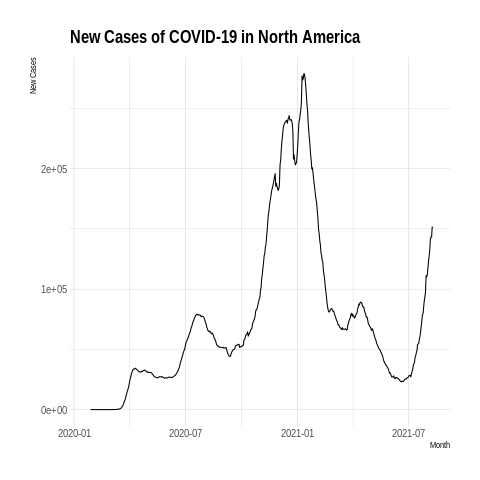 New Cases of COVID-19 in North America
New Cases
2e+05
1e+05
0e+00
2020-01
2020-07
2021-01
2021-07
Month